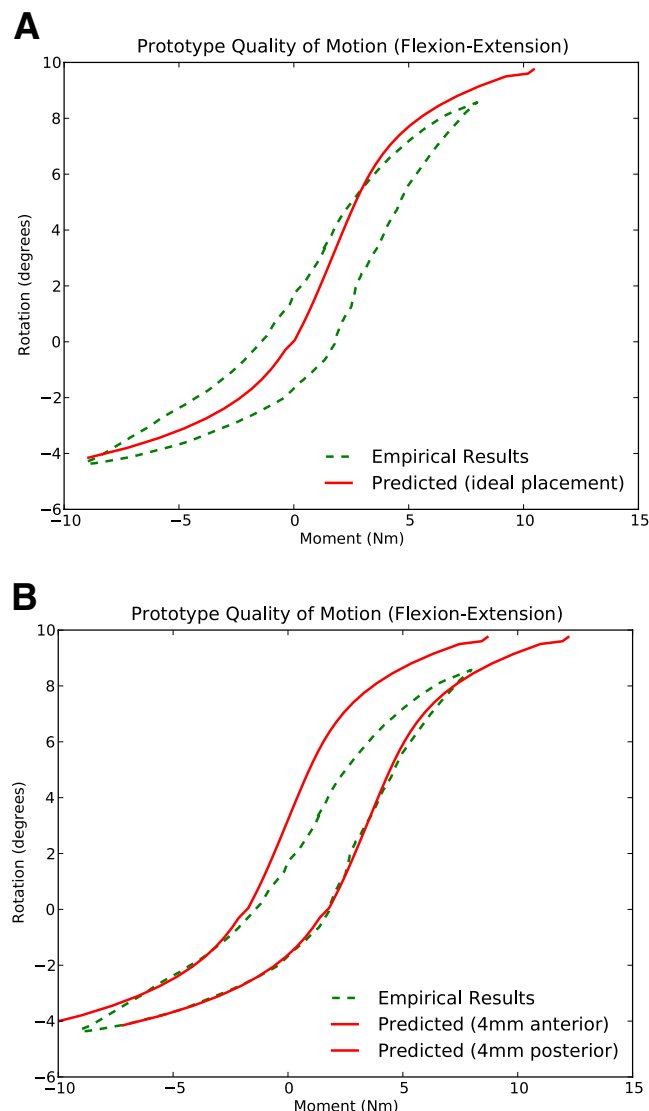 A
Prototype Quality of Motion (Flexion-Extension)
10
8
6
4
2
0
−2
−4
−6
Rotation (degrees)
Empirical Results
Predicted (ideal placement)
−10
−5
0
5
10
15
Moment (Nm)
B
Prototype Quality of Motion (Flexion-Extension)
10
8
6
4
2
0
−2
−4
−6
Rotation (degrees)
Empirical Results
Predicted (4mm anterior)
Predicted (4mm posterior)
−10
−5
0
5
10
15
Moment (Nm)